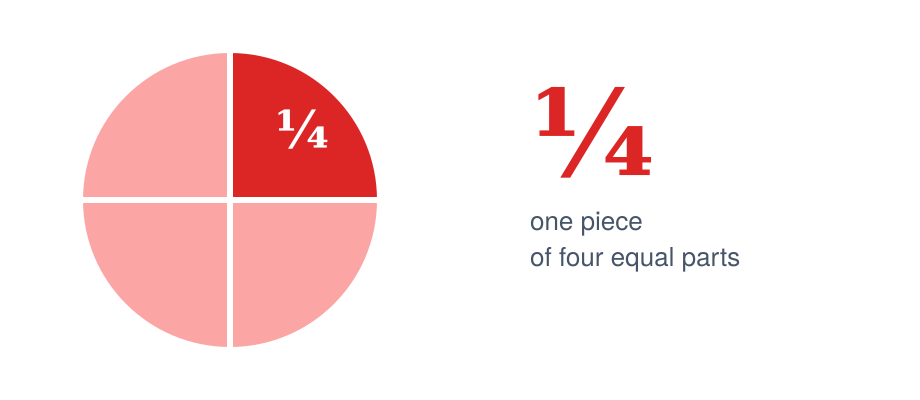 ¼
¼
one piece
of four equal parts